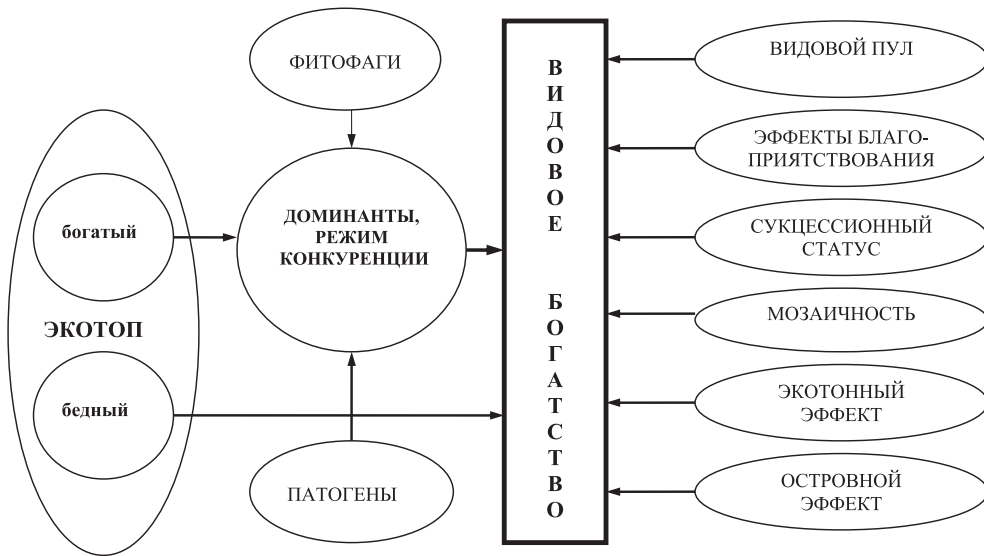 ФИТОФАГИ
богатый
ЭКОТОП
бедный
ДОМИНАНТЫ,
РЕЖИМ
КОНКУРЕНЦИИ
ПАТОГЕНЫ
В
И
Д
О
В
О
Е
Б
О
Г
А
Т
С
Т
В
О
ВИДОВОЙ ПУЛ
ЭФФЕКТЫ БЛАГО-
ПРИЯТСТВОВАНИЯ
СУКЦЕССИОННЫЙ
СТАТУС
МОЗАИЧНОСТЬ
ЭКОТОННЫЙ
ЭФФЕКТ
ОСТРОВНОЙ
ЭФФЕКТ